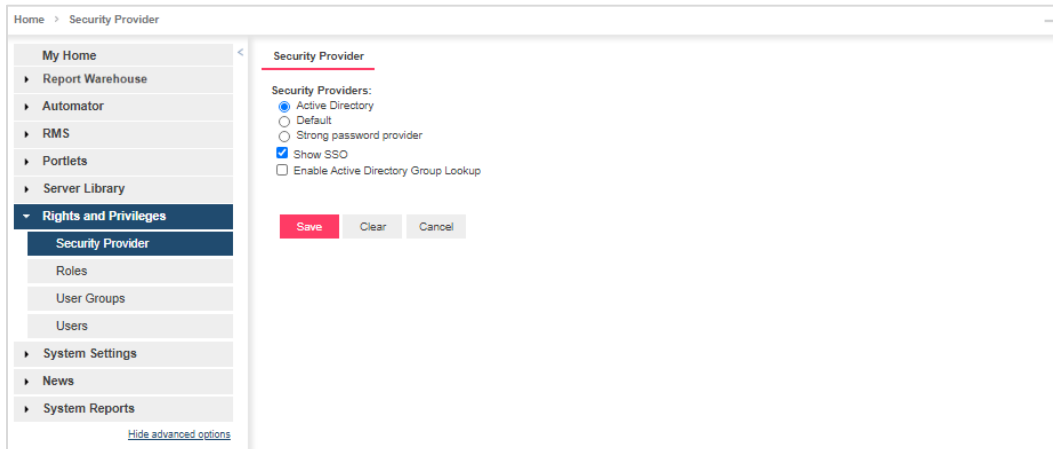 Home > Security Provider
My Home
Report Warehouse
Automator
RMS
Portlets
Server Library
Rights and Privileges
Security Provider
Roles
User Groups
Users
System Settings
News
System Reports
Hide advanced options
Security Provider
Security Providers:
Active Directory
Default
Strong password provider
Show SSO
Enable Active Directory Group Lookup
Save Clear Cancel